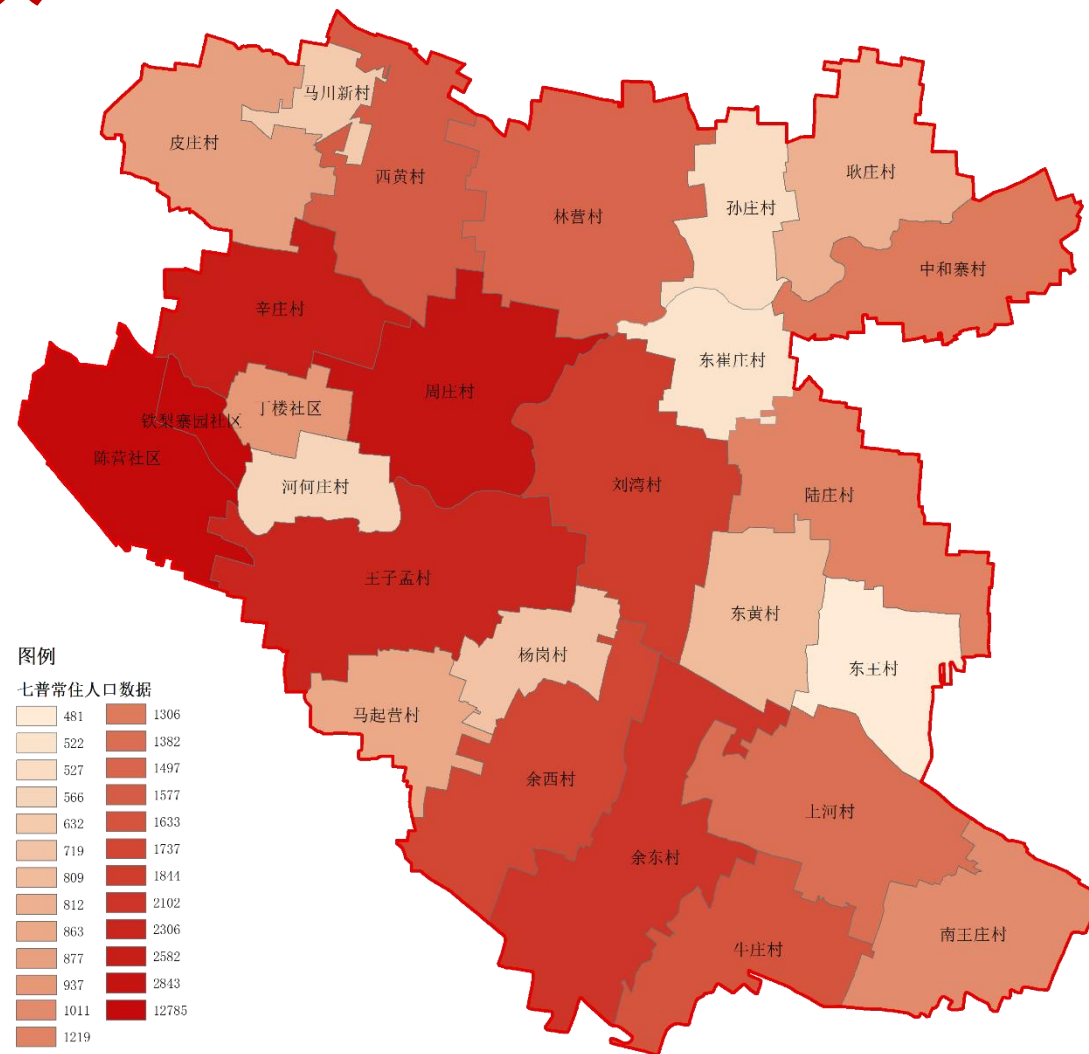 马川新村
皮庄村
西黄村
林营村
孙庄村
耿庄村
中和寨村
辛庄村
东崔庄村
周庄村
丁楼社区
铁梨寨园社区
陈营社区
河何庄村
刘湾村
陆庄村
王子孟村
东黄村
杨岗村
东王村
马起营村
余西村
上河村
余东村
牛庄村
南王庄村
图例
七普常住人口数据
481
522
527
566
632
719
809
812
863
877
937
1011
1219
1306
1382
1497
1577
1633
1737
1844
2102
2306
2582
2843
12785